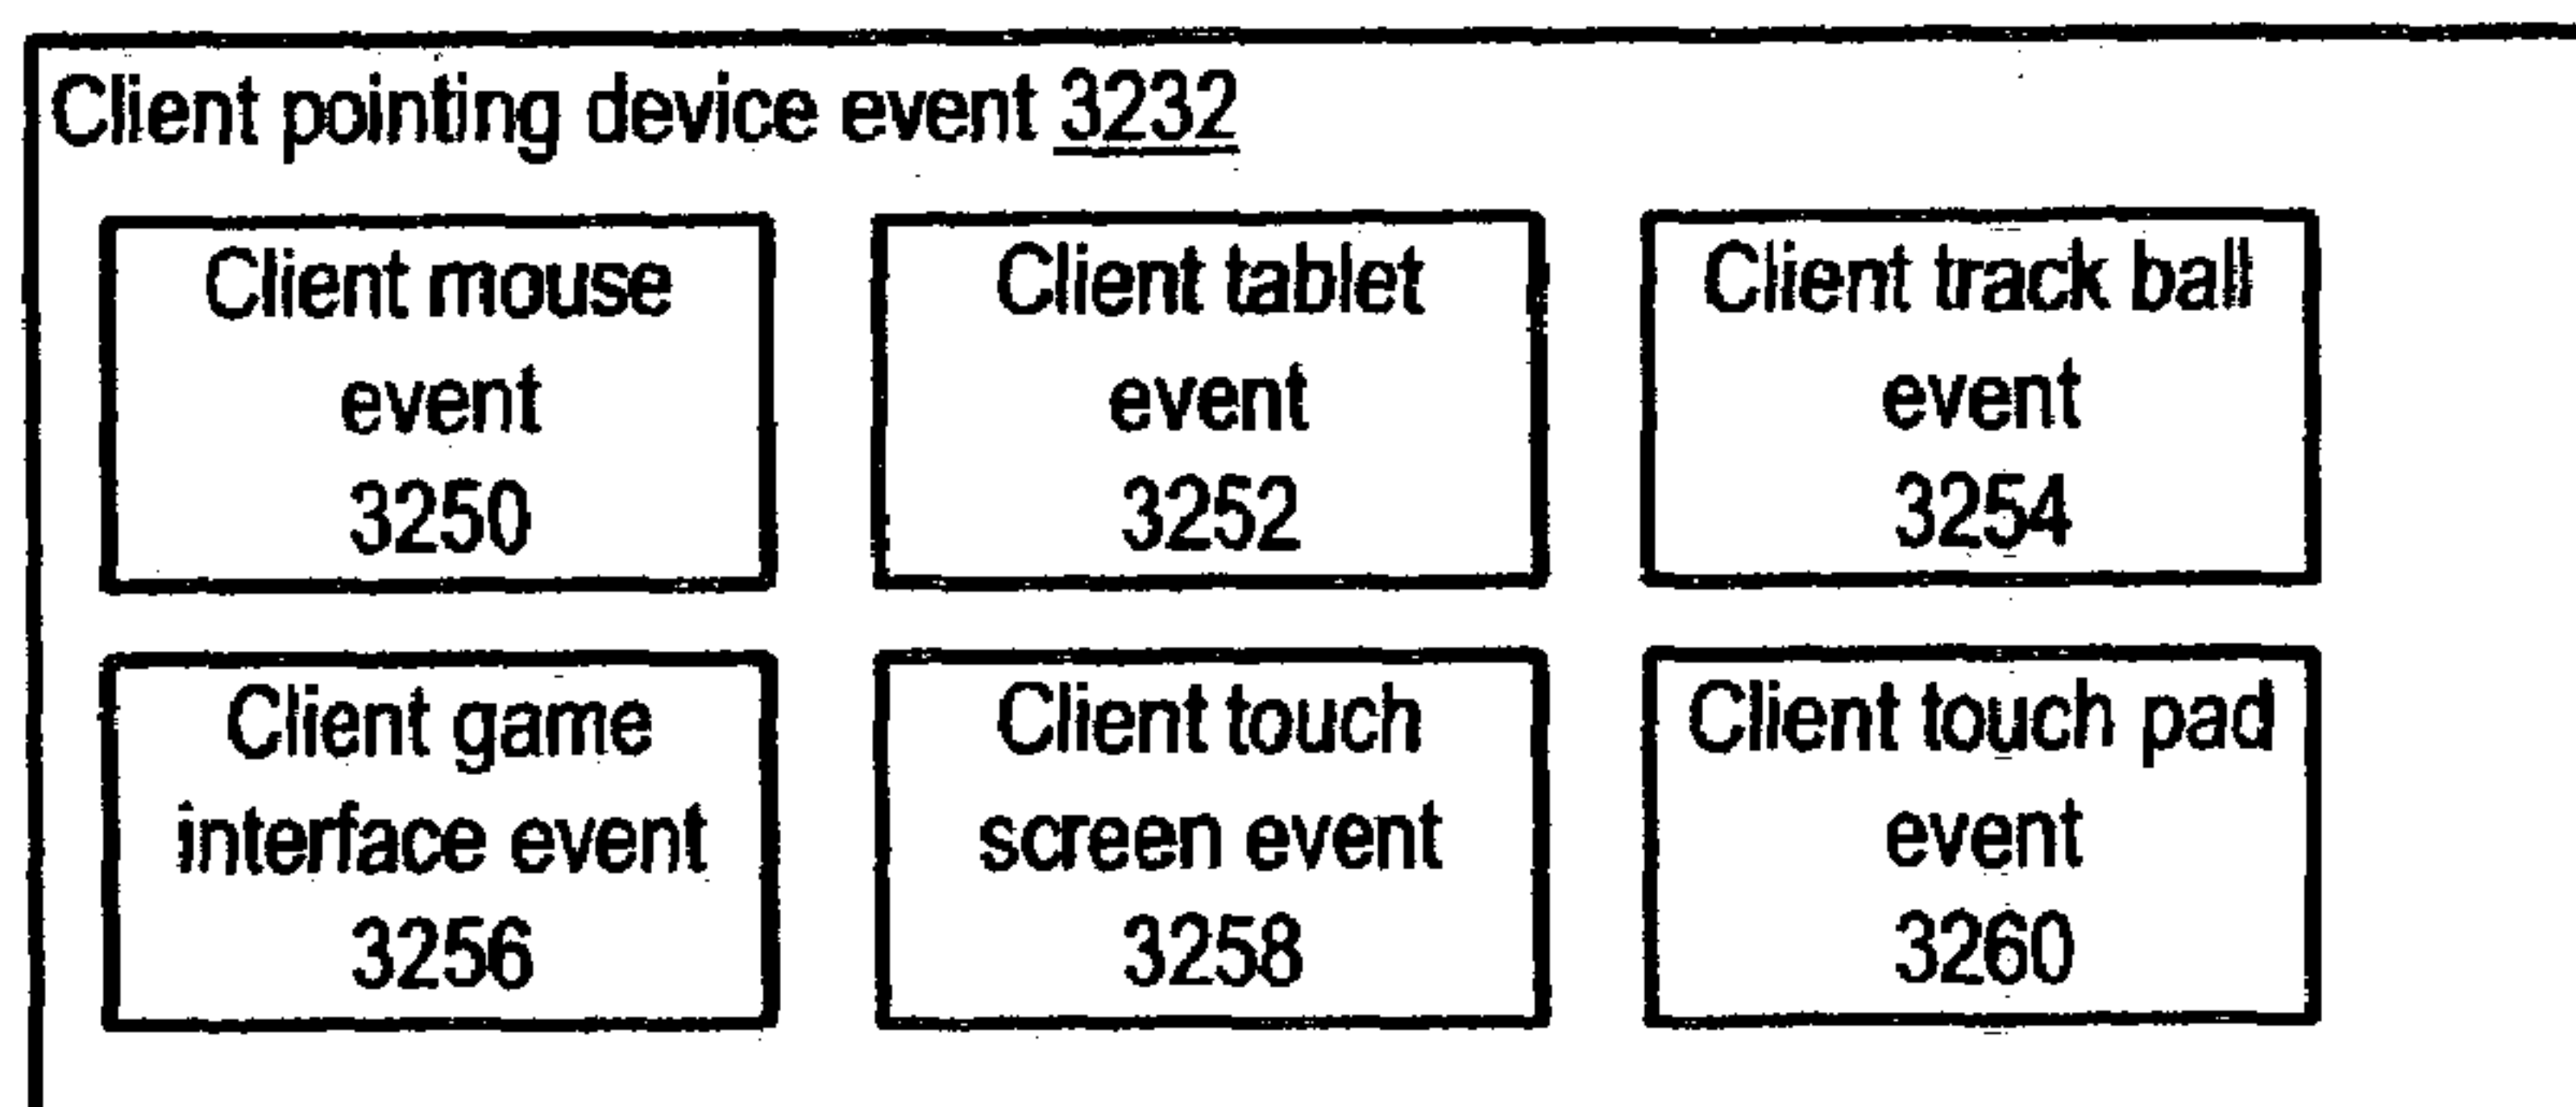 Client pointing device event 3232
Client mouse
event
3250
Client tablet
event
3252
Client track ball
event
3254
Client game
interface event
3256
Client touch
screen event
3258
Client touch pad
event
3260